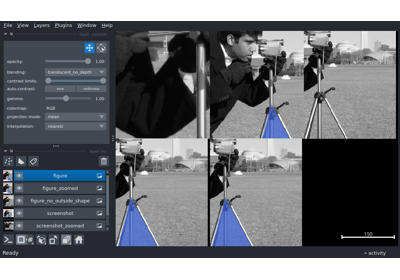 File View Layers Plugins Window Help
opacity: 1.00
blending: translucent_no_depth
contrast limits:
auto-contrast: once continuous
gamma: 1.00
colormap: RGB
projection mode: mean
interpolation: nearest
figure
figure_zoomed
figure_no_outside_shape
screenshot
screenshot_zoomed
150
Ready
activity